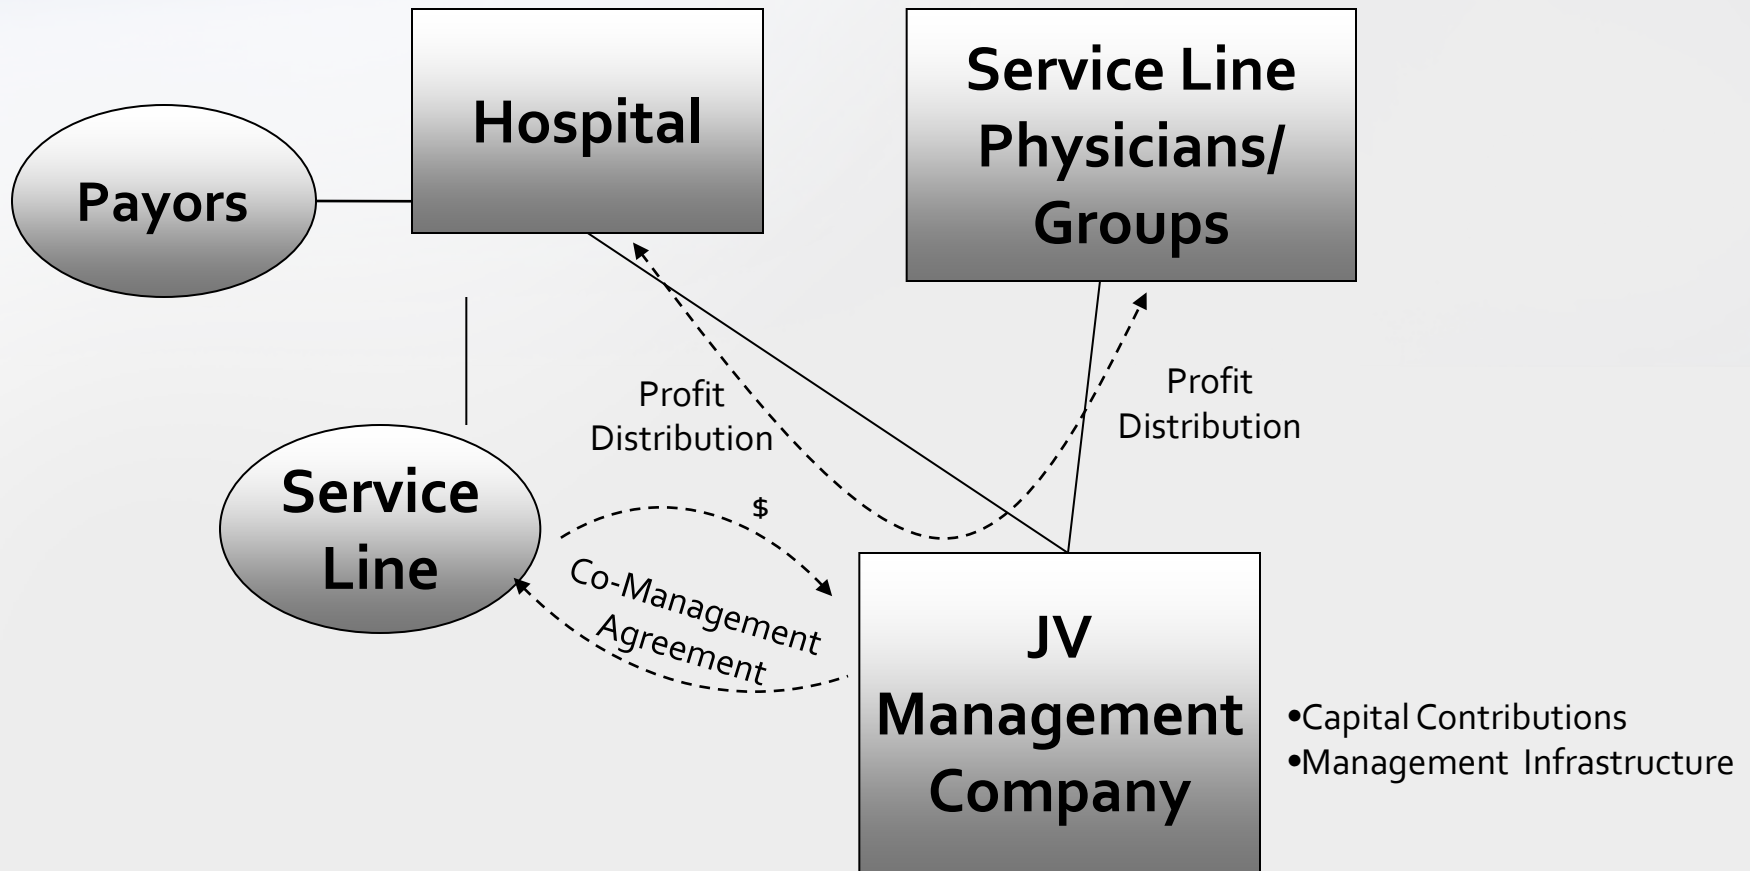 Hospital
Service Line
Physicians/
Groups
Payors
Profit
Distribution
Profit
Distribution
Service
Line
$
Co-Management
Agreement
JV
Management
Company
•Capital Contributions
•Management Infrastructure